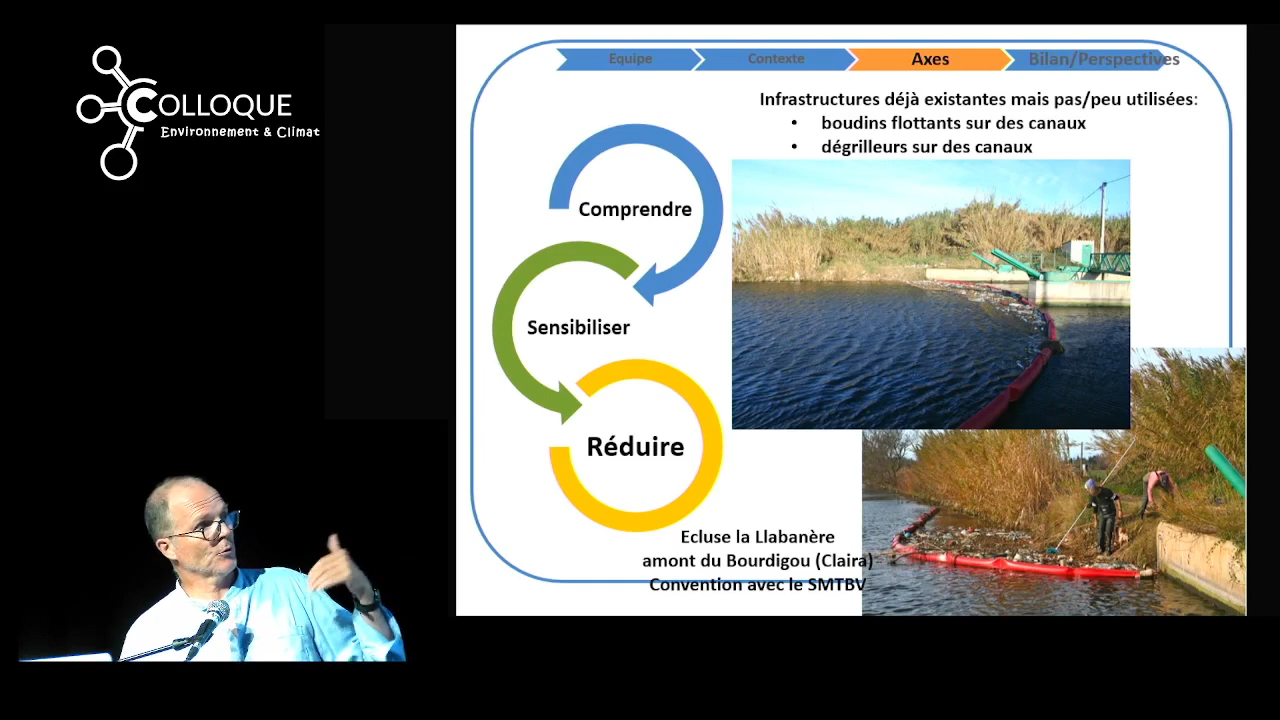 COLLOQUE
Environnement & Climat
Equipe
Contexte
Axes
Bilan/Perspectives
Infrastructures déjà existantes mais pas/peu utilisées:
• boudins flottants sur des canaux
• dégrilleurs sur des canaux
Comprendre
Sensibiliser
Réduire
Ecluse la Llabanère
amont du Bourdigou (Claira)
Convention avec le SMTBV